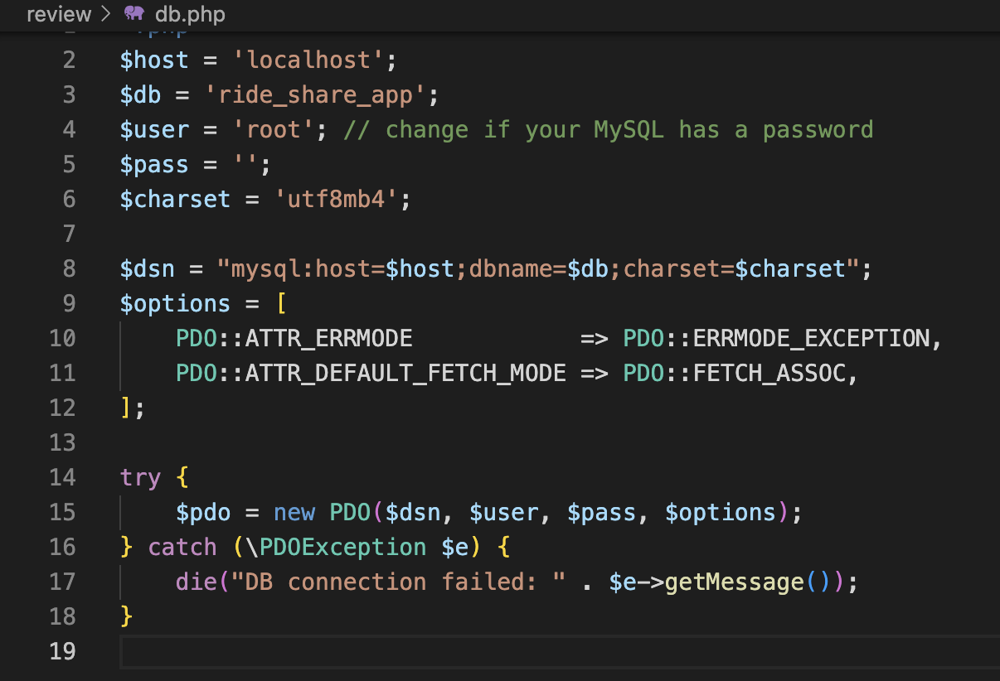 review > db.php
2 $host = 'localhost';
3 $db = 'ride_share_app';
4 $user = 'root'; // change if your MySQL has a password
5 $pass = '';
6 $charset = 'utf8mb4';
7
8 $dsn = "mysql:host=$host;dbname=$db;charset=$charset";
9 $options = [
10     PDO::ATTR_ERRMODE            => PDO::ERRMODE_EXCEPTION,
11     PDO::ATTR_DEFAULT_FETCH_MODE => PDO::FETCH_ASSOC,
12 ];
13
14 try {
15     $pdo = new PDO($dsn, $user, $pass, $options);
16 } catch (\PDOException $e) {
17     die("DB connection failed: " . $e->getMessage());
18 }
19